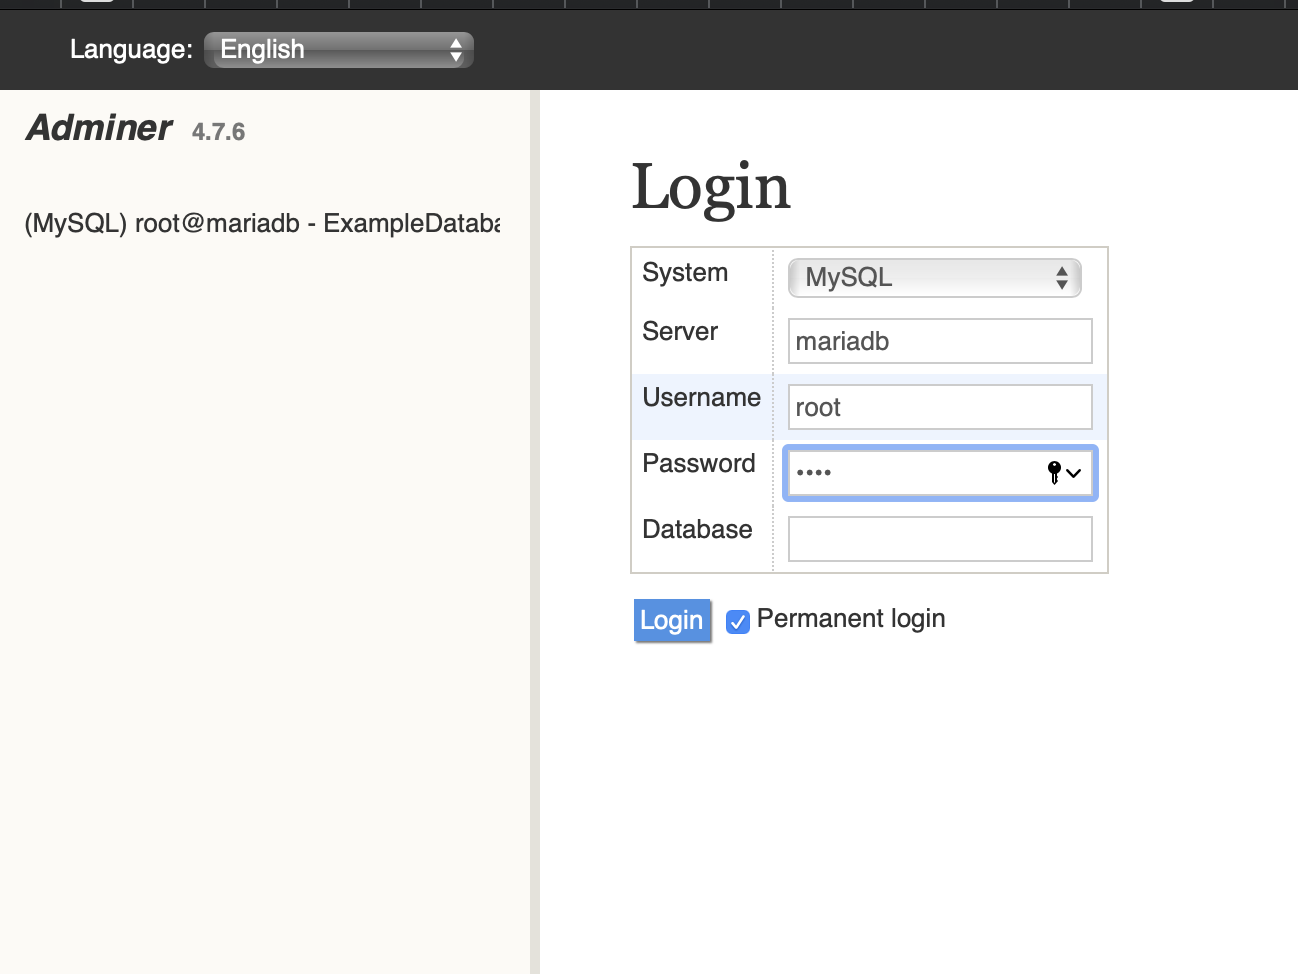 Language: English
Adminer 4.7.6
(MySQL) root@mariadb - ExampleDataba
Login
System MySQL
Server mariadb
Username root
Password ••••
Database
Login Permanent login